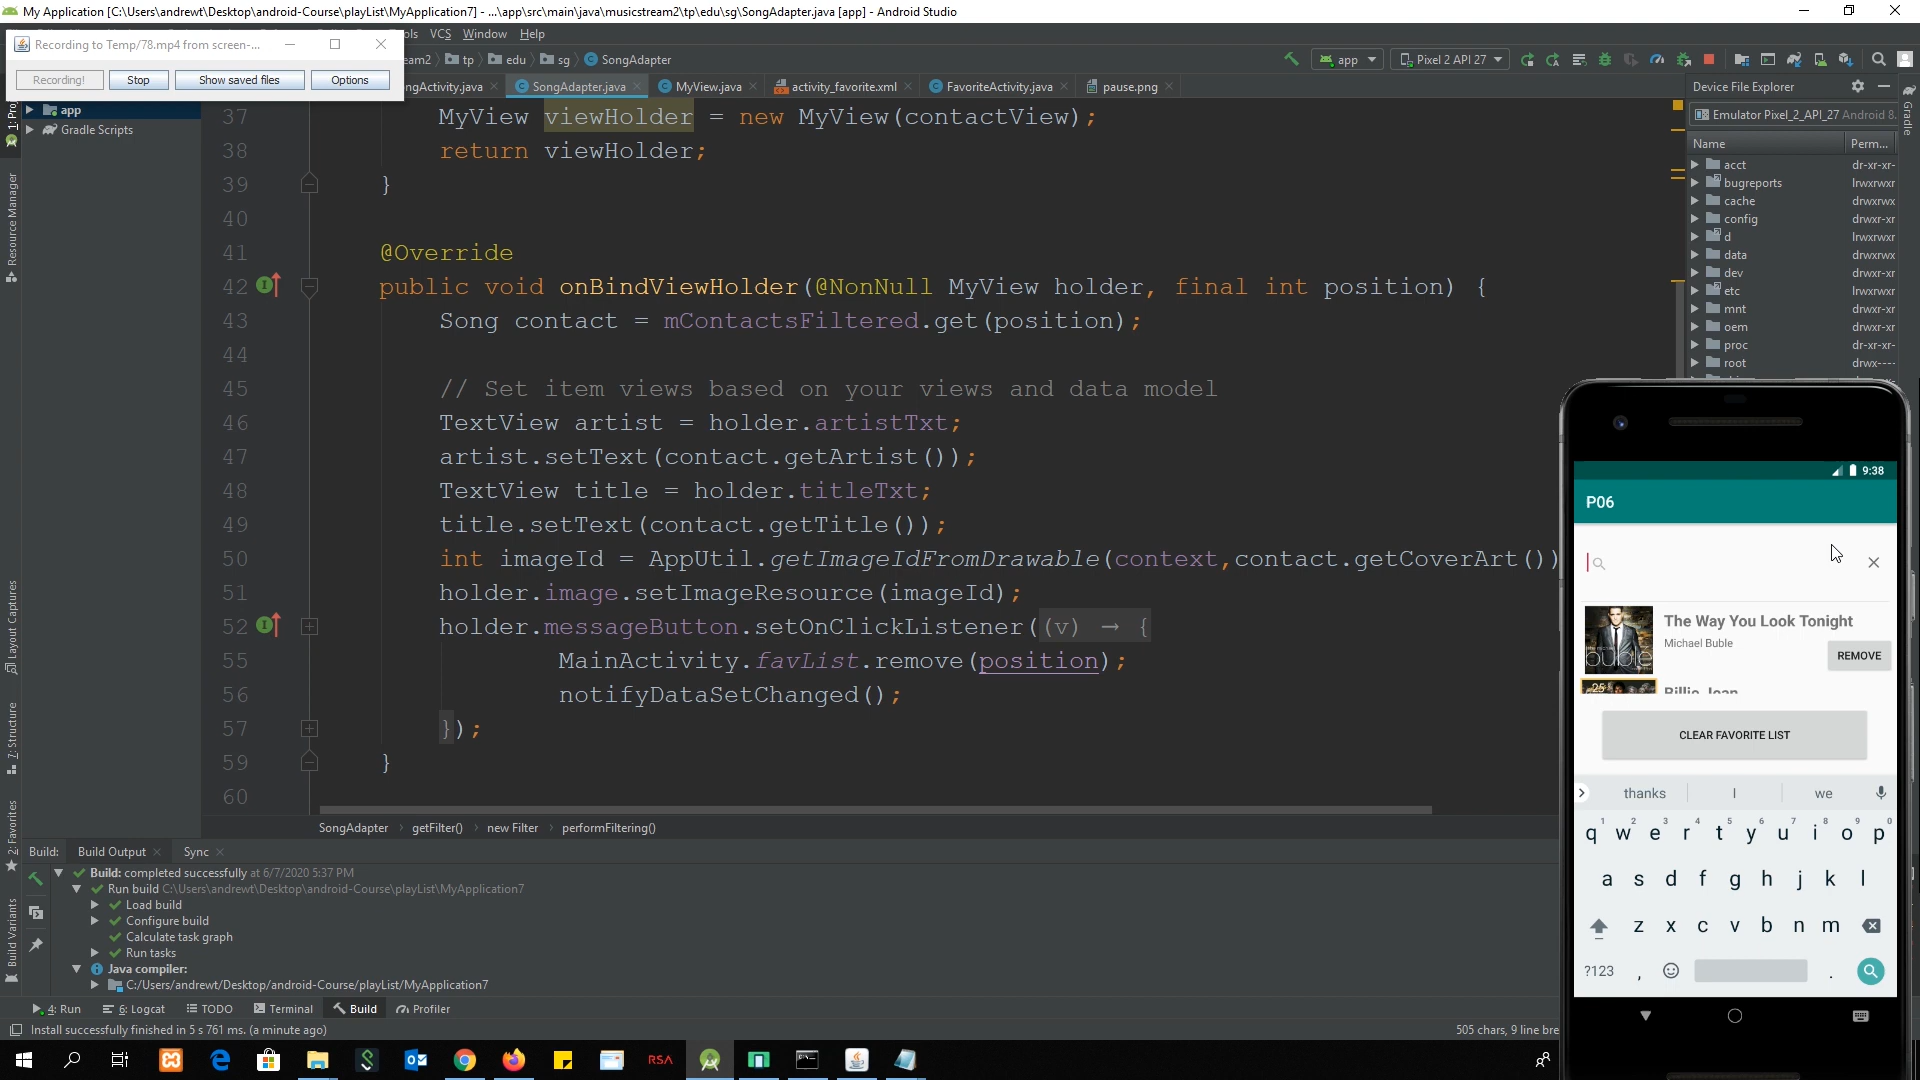 My Application [C:\Users\andrewt\Desktop\android-Course\playList\MyApplication7] - ...\app\src\main\java\musicstream2\tp\edu\sg\SongAdapter.java [app] - Android Studio
VCS Window Help
Recording to Temp/78.mp4 from screen-...
Recording! Stop Show saved files Options
tp edu sg SongAdapter
app Pixel 2 API 27
SongAdapter.java MyView.java activity_favorite.xml FavoriteActivity.java pause.png
Device File Explorer
Emulator Pixel_2_API_27 Android 8.
Name Perm...
acct dr-xr-xr-
bugreports lrwxrwxr
cache drwxrwx
config drwxr-xr
d lrwxrwxr
data drwxrwx
dev drwxr-xr
etc lrwxrwxr
mnt drwxr-xr
oem drwxr-xr
proc dr-xr-xr-
root drwx----
Gradle
app
Gradle Scripts
Resource Manager
Layout Captures
7: Structure
2: Favorites
Build Variants
37 MyView viewHolder = new MyView(contactView);
38 return viewHolder;
39 }
40
41 @Override
42 public void onBindViewHolder(@NonNull MyView holder, final int position) {
43 Song contact = mContactsFiltered.get(position);
44
45 // Set item views based on your views and data model
46 TextView artist = holder.artistTxt;
47 artist.setText(contact.getArtist());
48 TextView title = holder.titleTxt;
49 title.setText(contact.getTitle());
50 int imageId = AppUtil.getImageIdFromDrawable(context,contact.getCoverArt())
51 holder.image.setImageResource(imageId);
52 holder.messageButton.setOnClickListener((v) → {
55 MainActivity.favList.remove(position);
56 notifyDataSetChanged();
57 });
59 }
60
SongAdapter getFilter() new Filter performFiltering()
Build: Build Output Sync
Build: completed successfully at 6/7/2020 5:37 PM
Run build C:\Users\andrewt\Desktop\android-Course\playList\MyApplication7
Load build
Configure build
Calculate task graph
Run tasks
Java compiler:
C:/Users/andrewt/Desktop/android-Course/playList/MyApplication7
4: Run 6: Logcat TODO Terminal Build Profiler
Install successfully finished in 5 s 761 ms. (a minute ago)
505 chars, 9 line bre
RSA
9:38
P06
The Way You Look Tonight
Michael Buble
REMOVE
buble
25
Billie Jean
CLEAR FAVORITE LIST
thanks I we
q 1 w 2 e 3 r 4 t 5 y 6 u 7 i 8 o 9 p 0
a s d f g h j k l
z x c v b n m
?123 , .